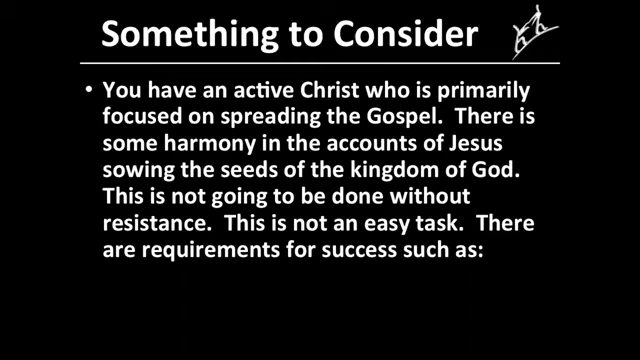 Something to Consider
• You have an active Christ who is primarily
focused on spreading the Gospel.  There is
some harmony in the accounts of Jesus
sowing the seeds of the kingdom of God.
This is not going to be done without
resistance.  This is not an easy task.  There
are requirements for success such as: